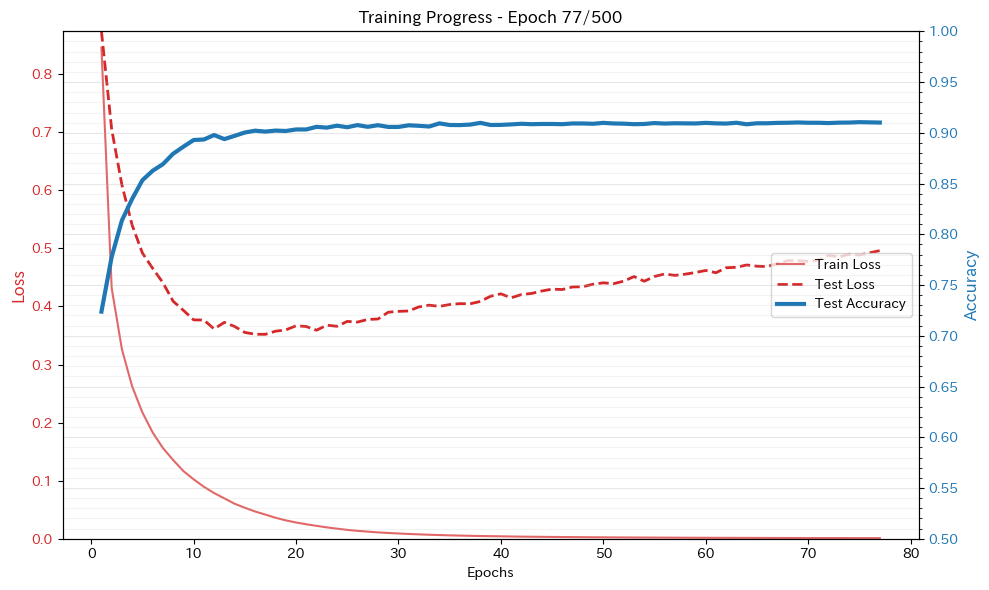 Training Progress - Epoch 77/500
Loss
0.8
0.7
0.6
0.5
0.4
0.3
0.2
0.1
0.0
1.00
0.95
0.90
0.85
0.80
0.75
0.70
0.65
0.60
0.55
0.50
Accuracy
Train Loss
Test Loss
Test Accuracy
0 10 20 30 40 50 60 70 80
Epochs